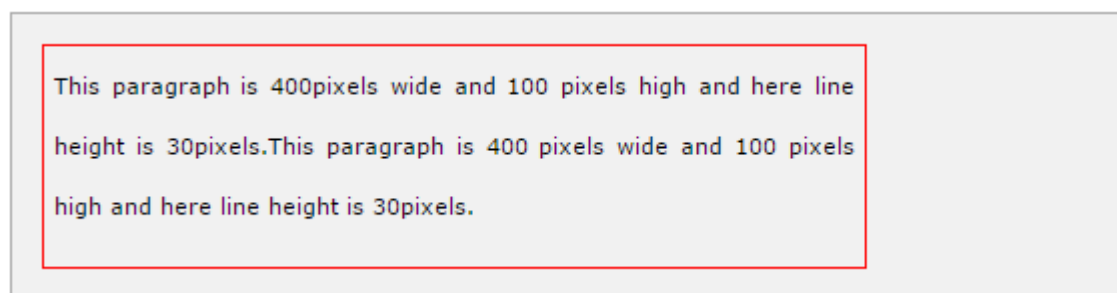 This paragraph is 400pixels wide and 100 pixels high and here line
height is 30pixels.This paragraph is 400 pixels wide and 100 pixels
high and here line height is 30pixels.